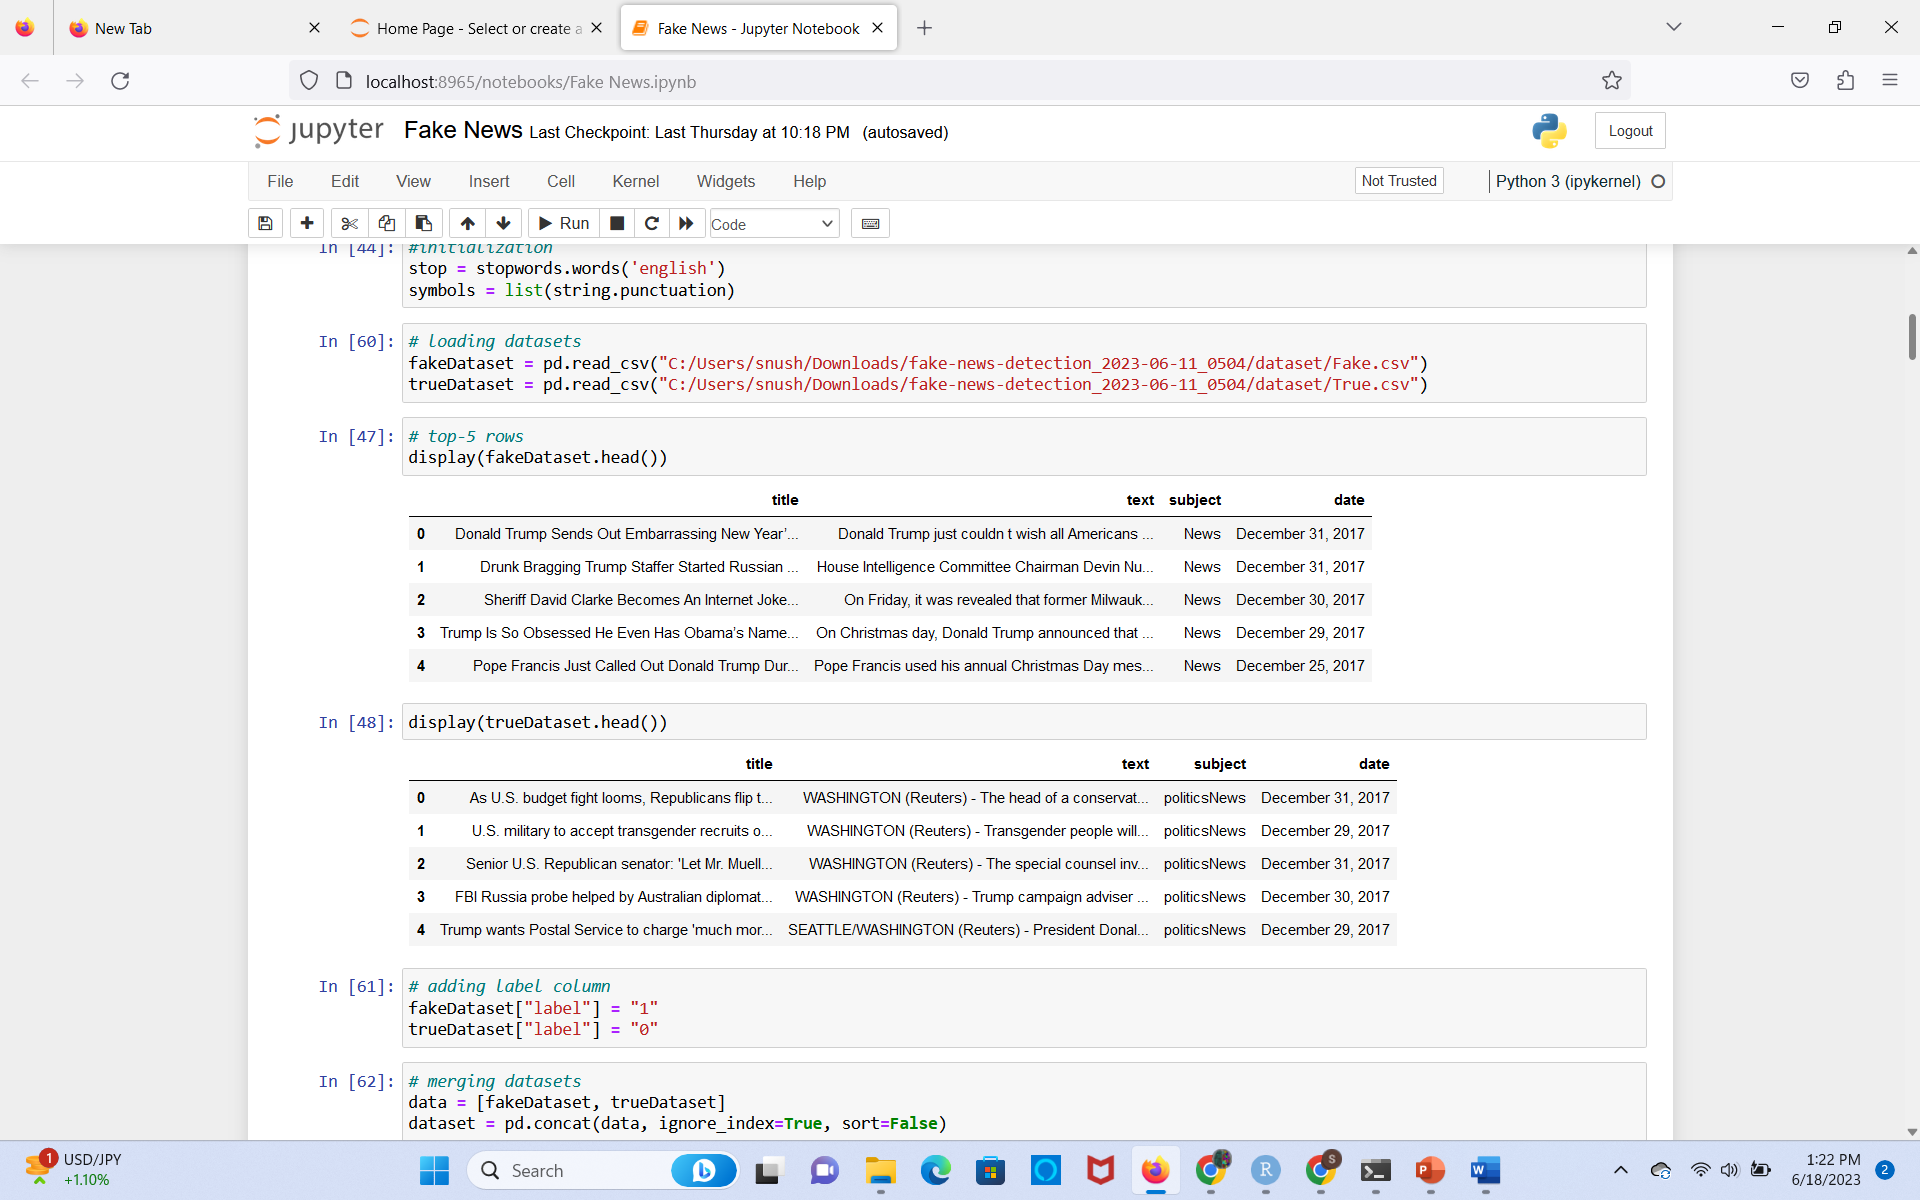 New Tab
Home Page - Select or create a
Fake News - Jupyter Notebook
localhost:8965/notebooks/Fake News.ipynb
jupyter Fake News Last Checkpoint: Last Thursday at 10:18 PM (autosaved)
Logout
File Edit View Insert Cell Kernel Widgets Help
Not Trusted
Python 3 (ipykernel)
Run
Code
In [44]: #initialization
stop = stopwords.words('english')
symbols = list(string.punctuation)
In [60]: # loading datasets
fakeDataset = pd.read_csv("C:/Users/snush/Downloads/fake-news-detection_2023-06-11_0504/dataset/Fake.csv")
trueDataset = pd.read_csv("C:/Users/snush/Downloads/fake-news-detection_2023-06-11_0504/dataset/True.csv")
In [47]: # top-5 rows
display(fakeDataset.head())
title text subject date
0 Donald Trump Sends Out Embarrassing New Year’... Donald Trump just couldn t wish all Americans ... News December 31, 2017
1 Drunk Bragging Trump Staffer Started Russian ... House Intelligence Committee Chairman Devin Nu... News December 31, 2017
2 Sheriff David Clarke Becomes An Internet Joke... On Friday, it was revealed that former Milwauk... News December 30, 2017
3 Trump Is So Obsessed He Even Has Obama’s Name... On Christmas day, Donald Trump announced that ... News December 29, 2017
4 Pope Francis Just Called Out Donald Trump Dur... Pope Francis used his annual Christmas Day mes... News December 25, 2017
In [48]: display(trueDataset.head())
title text subject date
0 As U.S. budget fight looms, Republicans flip t... WASHINGTON (Reuters) - The head of a conservat... politicsNews December 31, 2017
1 U.S. military to accept transgender recruits o... WASHINGTON (Reuters) - Transgender people will... politicsNews December 29, 2017
2 Senior U.S. Republican senator: 'Let Mr. Muell... WASHINGTON (Reuters) - The special counsel inv... politicsNews December 31, 2017
3 FBI Russia probe helped by Australian diplomat... WASHINGTON (Reuters) - Trump campaign adviser ... politicsNews December 30, 2017
4 Trump wants Postal Service to charge 'much mor... SEATTLE/WASHINGTON (Reuters) - President Donal... politicsNews December 29, 2017
In [61]: # adding label column
fakeDataset["label"] = "1"
trueDataset["label"] = "0"
In [62]: # merging datasets
data = [fakeDataset, trueDataset]
dataset = pd.concat(data, ignore_index=True, sort=False)
1
USD/JPY
+1.10%
Search
b
R
S
P
W
1:22 PM
6/18/2023
2